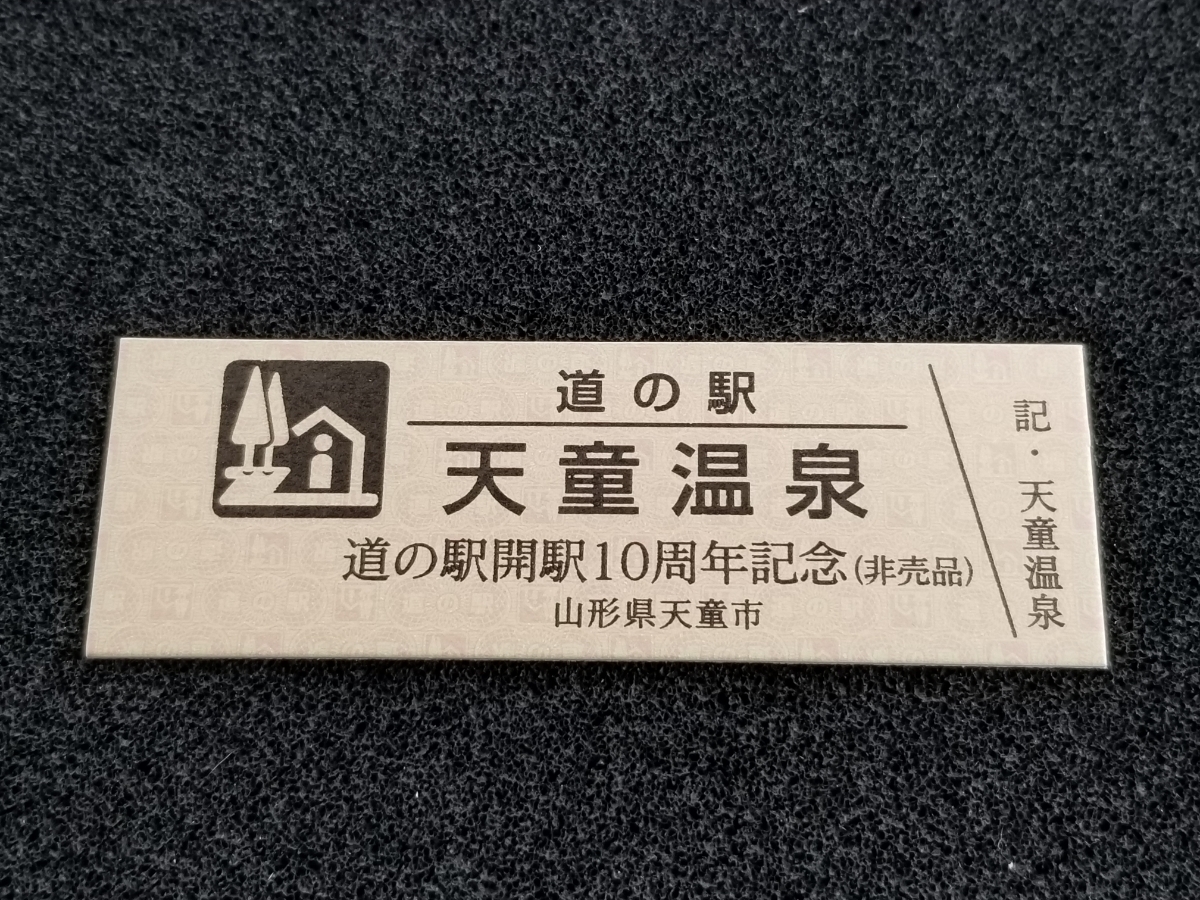 道の駅
天童温泉
道の駅開駅10周年記念(非売品)
山形県天童市
記・天童温泉